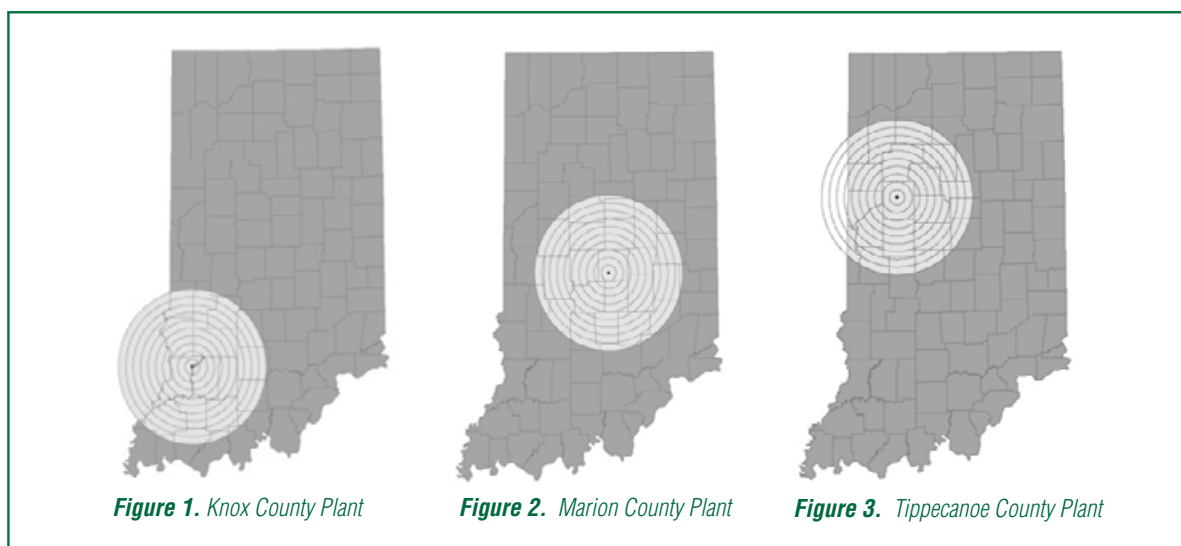 Figure 1. Knox County Plant
Figure 2. Marion County Plant
Figure 3. Tippecanoe County Plant